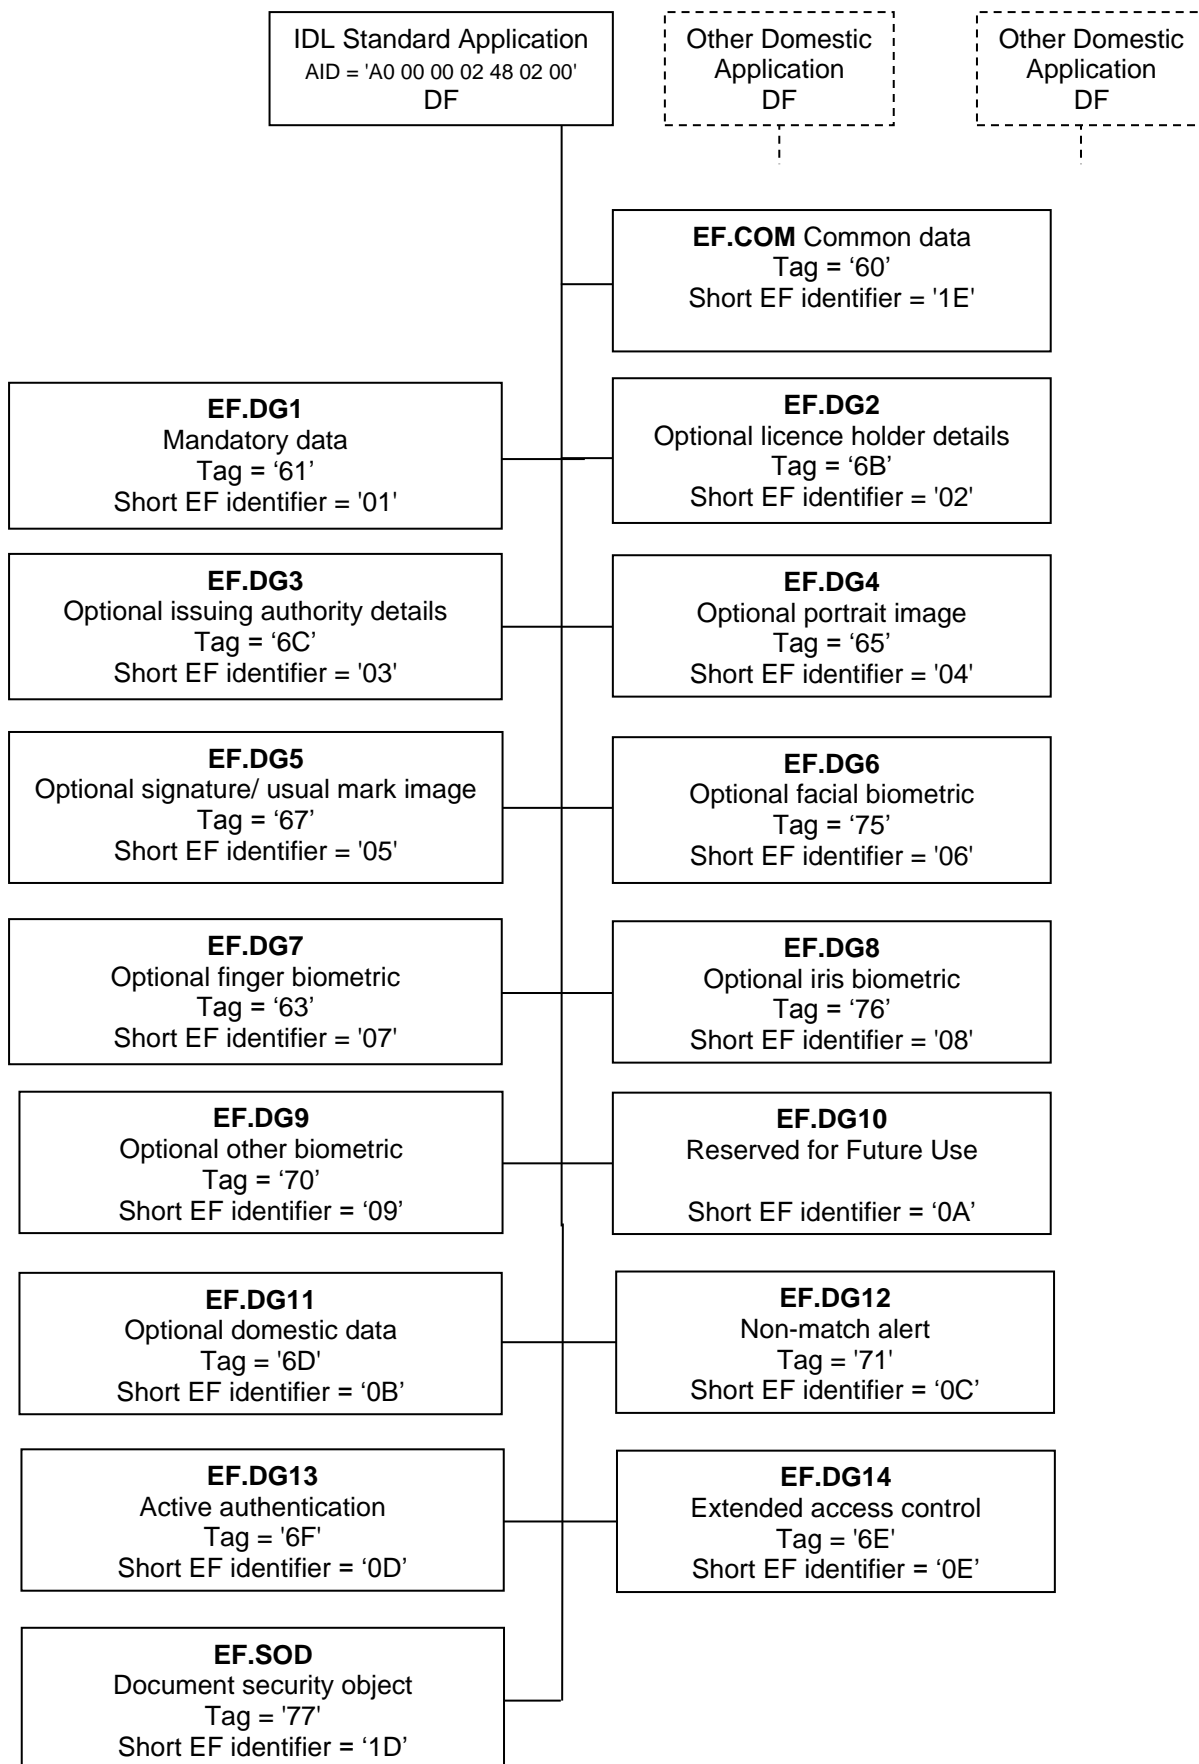 IDL Standard Application
AID = 'A0 00 00 02 48 02 00'
DF
Other Domestic
Application
DF
Other Domestic
Application
DF
EF.COM Common data
Tag = ‘60’
Short EF identifier = '1E'
EF.DG1
Mandatory data
Tag = ‘61’
Short EF identifier = '01'
EF.DG2
Optional licence holder details
Tag = ‘6B’
Short EF identifier = '02'
EF.DG3
Optional issuing authority details
Tag = ‘6C’
Short EF identifier = '03'
EF.DG4
Optional portrait image
Tag = ‘65’
Short EF identifier = '04'
EF.DG5
Optional signature/ usual mark image
Tag = ‘67’
Short EF identifier = '05'
EF.DG6
Optional facial biometric
Tag = ‘75’
Short EF identifier = '06'
EF.DG7
Optional finger biometric
Tag = ‘63’
Short EF identifier = '07'
EF.DG8
Optional iris biometric
Tag = ‘76’
Short EF identifier = '08'
EF.DG9
Optional other biometric
Tag = ‘70’
Short EF identifier = ‘09’
EF.DG10
Reserved for Future Use
Short EF identifier = ‘0A’
EF.DG11
Optional domestic data
Tag = '6D'
Short EF identifier = ‘0B’
EF.DG12
Non-match alert
Tag = '71'
Short EF identifier = ‘0C’
EF.DG13
Active authentication
Tag = '6F'
Short EF identifier = ‘0D’
EF.DG14
Extended access control
Tag = '6E'
Short EF identifier = ‘0E’
EF.SOD
Document security object
Tag = '77'
Short EF identifier = ‘1D’